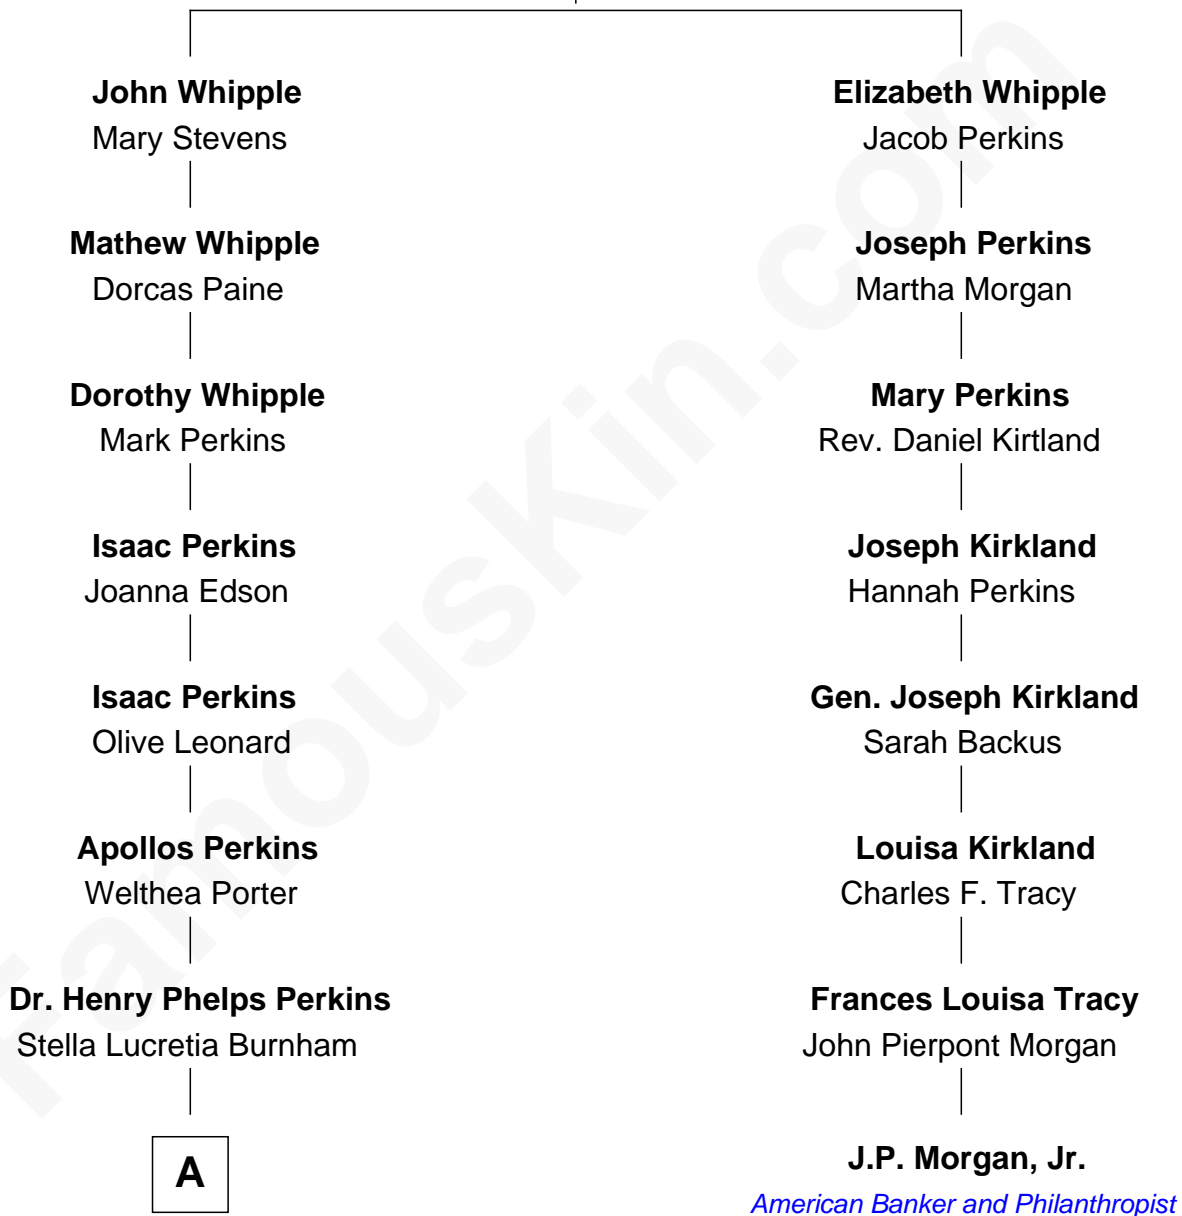 John Whipple
Mary Stevens
Elizabeth Whipple
Jacob Perkins
Mathew Whipple
Dorcas Paine
Joseph Perkins
Martha Morgan
Dorothy Whipple
Mark Perkins
Mary Perkins
Rev. Daniel Kirtland
Isaac Perkins
Joanna Edson
Joseph Kirkland
Hannah Perkins
Isaac Perkins
Olive Leonard
Gen. Joseph Kirkland
Sarah Backus
Apollos Perkins
Welthea Porter
Louisa Kirkland
Charles F. Tracy
Dr. Henry Phelps Perkins
Stella Lucretia Burnham
Frances Louisa Tracy
John Pierpont Morgan
A
J.P. Morgan, Jr.
American Banker and Philanthropist
FamousKin.com